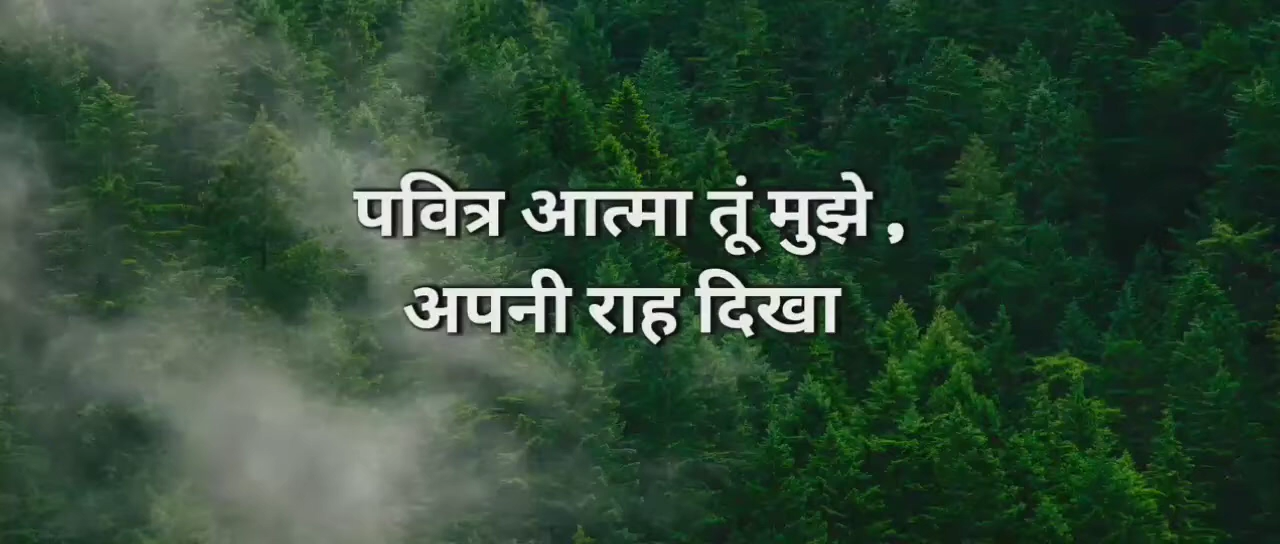 पवित्र आत्मा तूं मुझे ,
अपनी राह दिखा